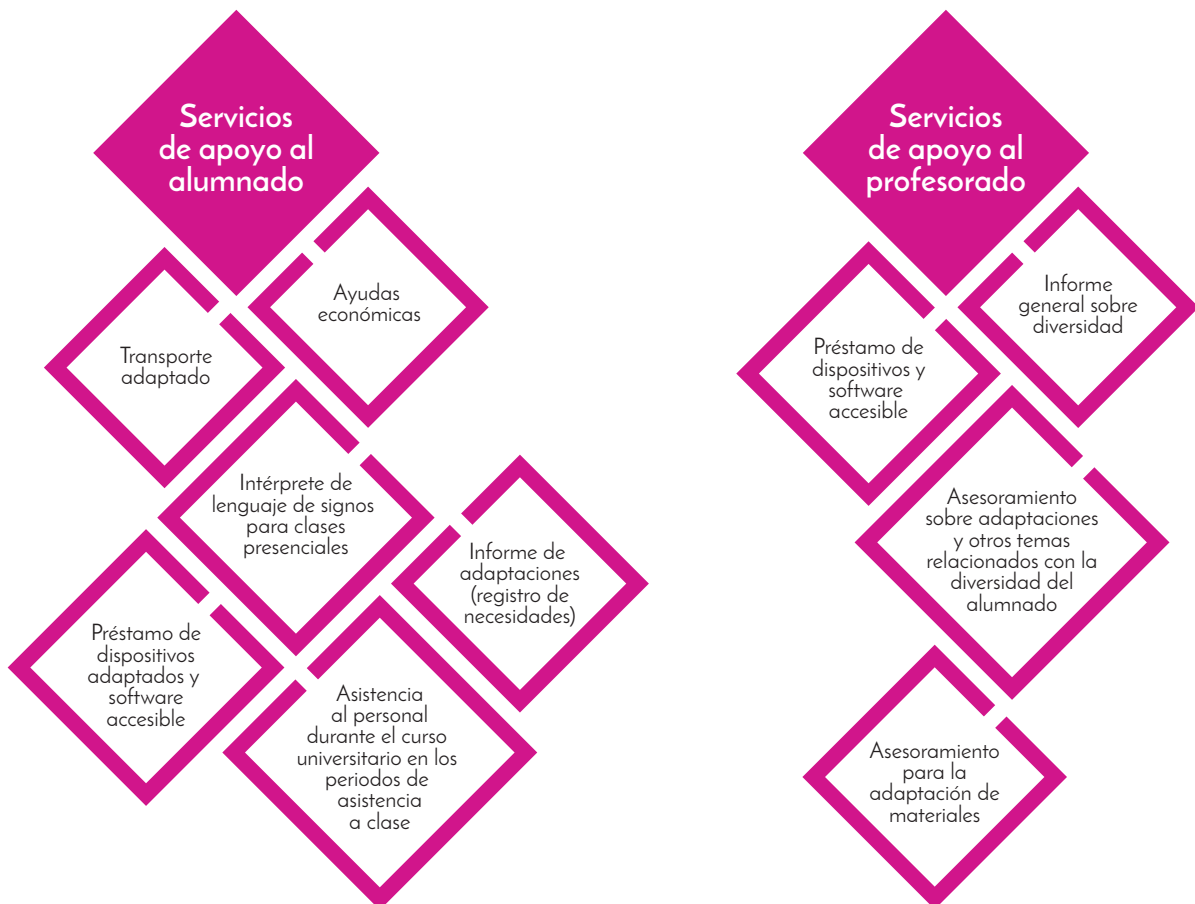 Servicios
de apoyo al
alumnado
Ayudas
económicas
Transporte
adaptado
Intérprete de
lenguaje de signos
para clases
presenciales
Informe de
adaptaciones
(registro de
necesidades)
Préstamo de
dispositivos
adaptados y
software
accesible
Asistencia
al personal
durante el curso
universitario en los
periodos de
asistencia
a clase
Servicios
de apoyo al
profesorado
Informe
general sobre
diversidad
Préstamo de
dispositivos y
software
accesible
Asesoramiento
sobre adaptaciones
y otros temas
relacionados con la
diversidad del
alumnado
Asesoramiento
para la
adaptación de
materiales